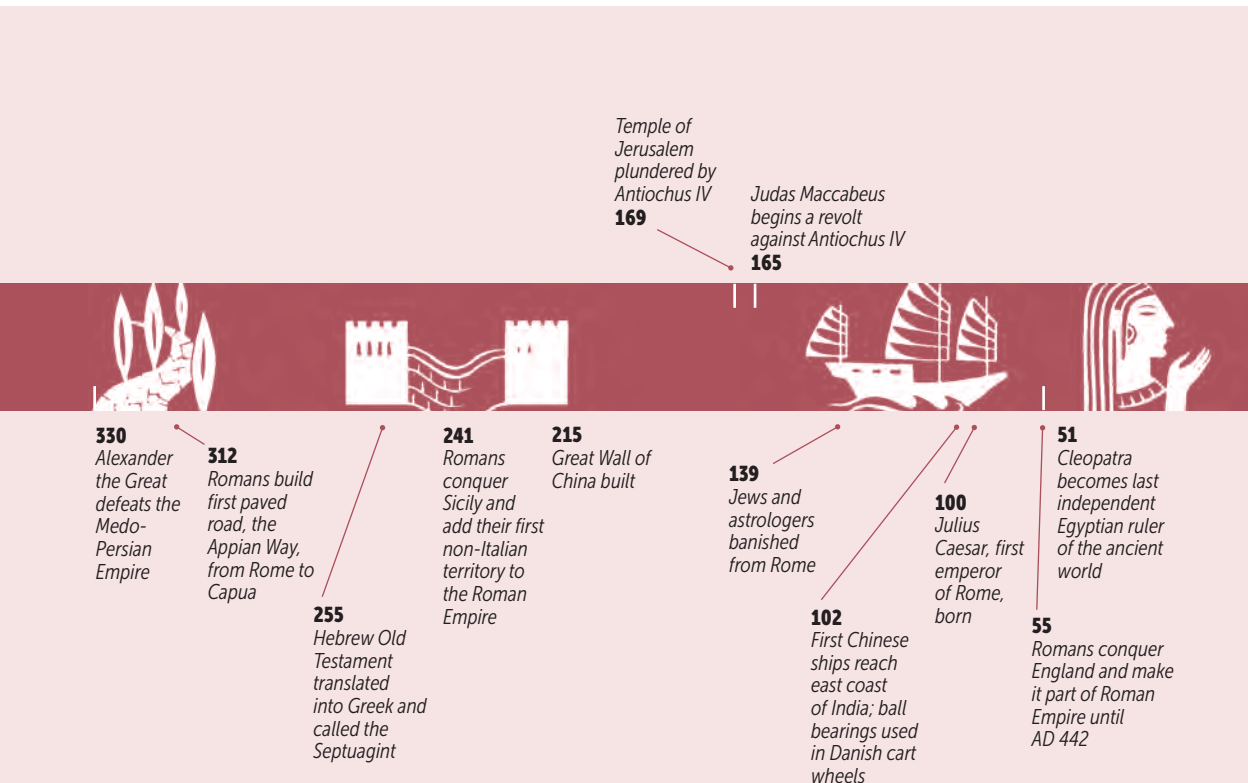 Temple of
Jerusalem
plundered by
Antiochus IV
169
Judas Maccabeus
begins a revolt
against Antiochus IV
165
330
Alexander
the Great
defeats the
Medo-
Persian
Empire
312
Romans build
first paved
road, the
Appian Way,
from Rome to
Capua
255
Hebrew Old
Testament
translated
into Greek and
called the
Septuagint
241
Romans
conquer
Sicily and
add their first
non-Italian
territory to
the Roman
Empire
215
Great Wall of
China built
139
Jews and
astrologers
banished
from Rome
102
First Chinese
ships reach
east coast
of India; ball
bearings used
in Danish cart
wheels
100
Julius
Caesar, first
emperor
of Rome,
born
55
Romans conquer
England and make
it part of Roman
Empire until
AD 442
51
Cleopatra
becomes last
independent
Egyptian ruler
of the ancient
world